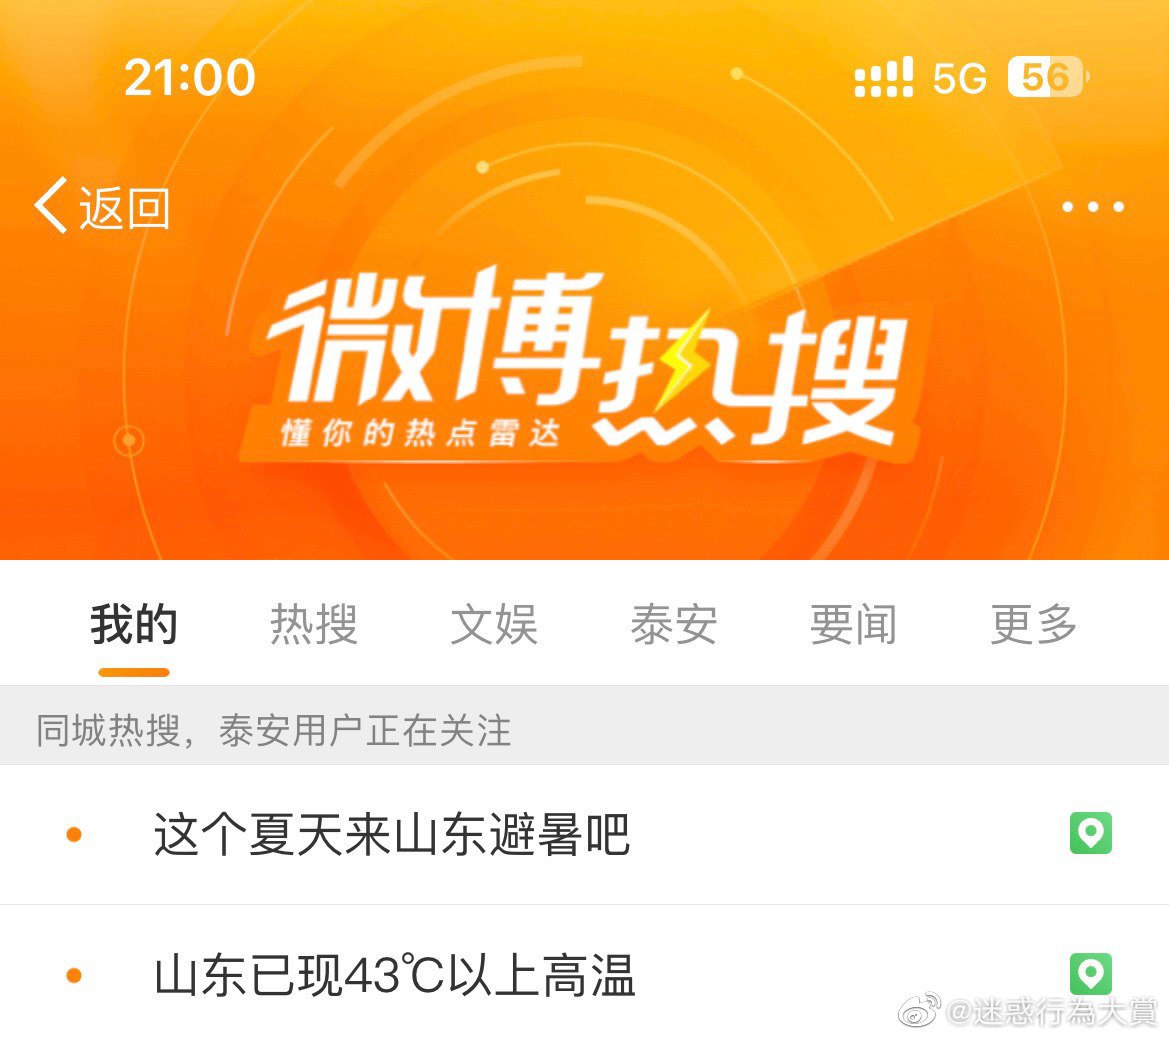 21:00 5G 56
返回
微博热搜
懂你的热点雷达
我的 热搜 文娱 泰安 要闻 更多
同城热搜，泰安用户正在关注
这个夏天来山东避暑吧
山东已现43℃以上高温
@迷惑行為大賞